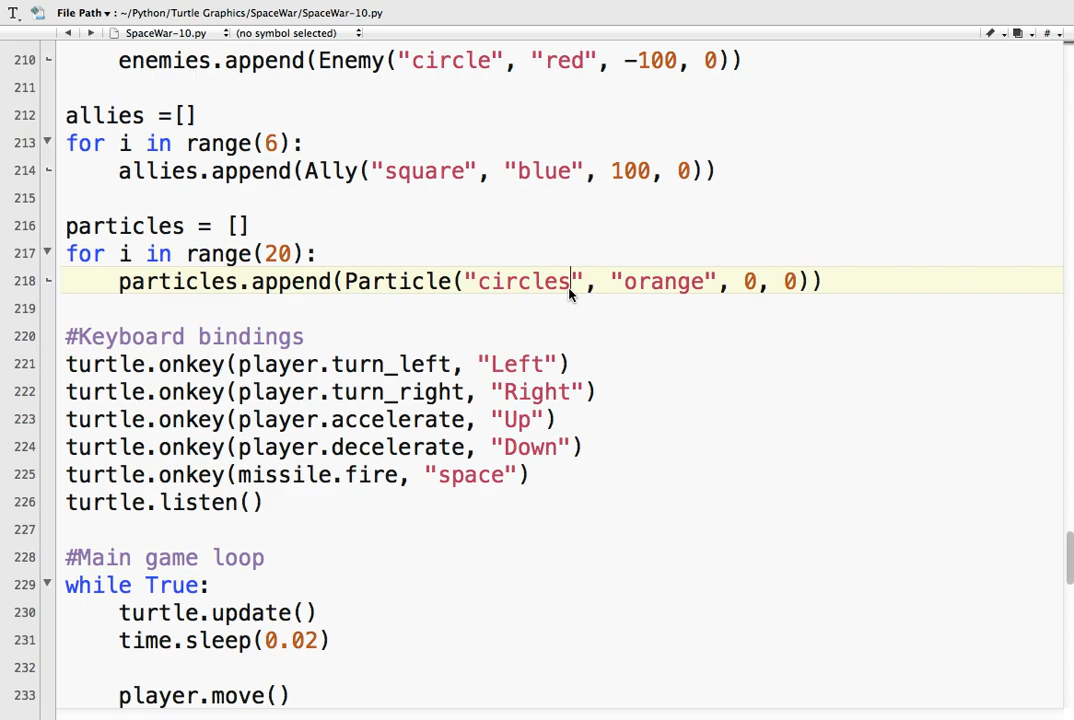 File Path ▾ : ~/Python/Turtle Graphics/SpaceWar/SpaceWar-10.py
SpaceWar-10.py (no symbol selected) #
210     enemies.append(Enemy("circle", "red", -100, 0))
211
212 allies =[]
213 for i in range(6):
214     allies.append(Ally("square", "blue", 100, 0))
215
216 particles = []
217 for i in range(20):
218     particles.append(Particle("circles", "orange", 0, 0))
219
220 #Keyboard bindings
221 turtle.onkey(player.turn_left, "Left")
222 turtle.onkey(player.turn_right, "Right")
223 turtle.onkey(player.accelerate, "Up")
224 turtle.onkey(player.decelerate, "Down")
225 turtle.onkey(missile.fire, "space")
226 turtle.listen()
227
228 #Main game loop
229 while True:
230     turtle.update()
231     time.sleep(0.02)
232
233     player.move()